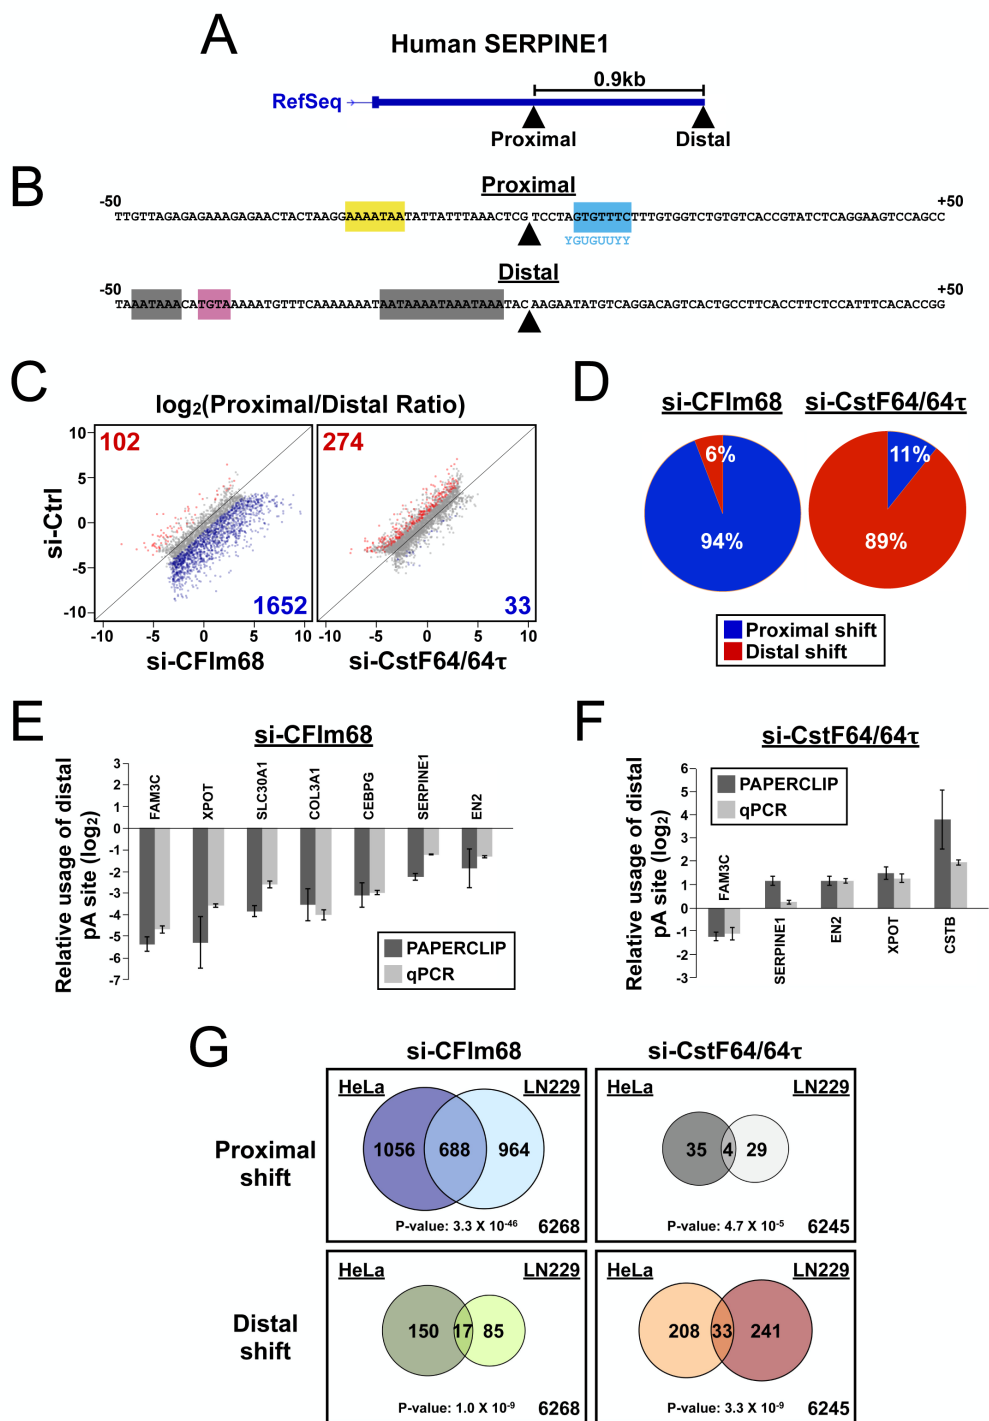 A
Human SERPINE1
0.9kb
RefSeq
Proximal
Distal
B
Proximal
-50
+50
TTGTTAGAGAGAAAGAGAACTACTAAGGAAAATAATATTATTTAAACTCGTCCTAGTGTTTCTTTGTGGTCTGTGTCACCGTATCTCAGGAAGTCCAGCC
YGUGUUYY
Distal
-50
+50
TAAATAAACATGTAAAAATGTTTCAAAAAAATAATAAAATAAATAAATACAAGAATATGTCAGGACAGTCACTGCCTTCACCTTCTCCATTTCACACCGG
C
log2(Proximal/Distal Ratio)
si-Ctrl
10
5
0
-5
-10
102
1652
274
33
-10
-5
0
5
10
-5
0
5
10
si-CFIm68
si-CstF64/64τ
D
si-CFIm68
si-CstF64/64τ
6%
94%
11%
89%
Proximal shift
Distal shift
E
si-CFIm68
Relative usage of distal
pA site (log2)
3
2
1
0
-1
-2
-3
-4
-5
-6
-7
FAM3C
XPOT
SLC30A1
COL3A1
CEBPG
SERPINE1
EN2
PAPERCLIP
qPCR
F
si-CstF64/64τ
Relative usage of distal
pA site (log2)
6
5
4
3
2
1
0
-1
-2
-3
PAPERCLIP
qPCR
FAM3C
SERPINE1
EN2
XPOT
CSTB
G
si-CFIm68
si-CstF64/64τ
Proximal
shift
HeLa
LN229
1056
688
964
P-value: 3.3 X 10-46
6268
HeLa
LN229
35
4
29
P-value: 4.7 X 10-5
6245
Distal
shift
HeLa
LN229
150
17
85
P-value: 1.0 X 10-9
6268
HeLa
LN229
208
33
241
P-value: 3.3 X 10-9
6245